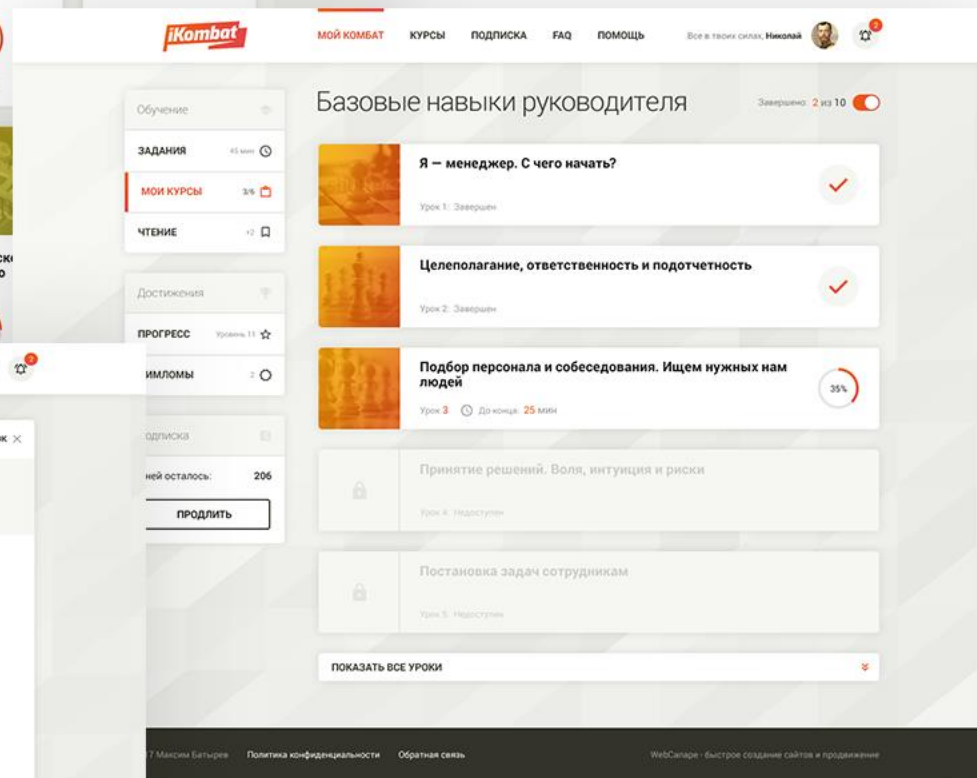 iKombat
МОЙ КОМБАТ КУРСЫ ПОДПИСКА FAQ ПОМОЩЬ Все в твоих силах, Николай 2
Обучение
ЗАДАНИЯ 45 мин
МОИ КУРСЫ 3/6
ЧТЕНИЕ +2
Достижения
ПРОГРЕСС Уровень 11
ИМЛОМЫ 2
одписка
ней осталось: 206
ПРОДЛИТЬ
Базовые навыки руководителя
Завершено: 2 из 10
Я — менеджер. С чего начать?
Урок 1: Завершен
Целеполагание, ответственность и подотчетность
Урок 2: Завершен
Подбор персонала и собеседования. Ищем нужных нам
людей
35%
Урок 3 До конца: 25 мин
Принятие решений. Воля, интуиция и риски
Урок 4: Недоступен
Постановка задач сотрудникам
Урок 5: Недоступен
ПОКАЗАТЬ ВСЕ УРОКИ
2
ок
7 Максим Батырев Политика конфиденциальности Обратная связь WebCanape - быстрое создание сайтов и продвижение